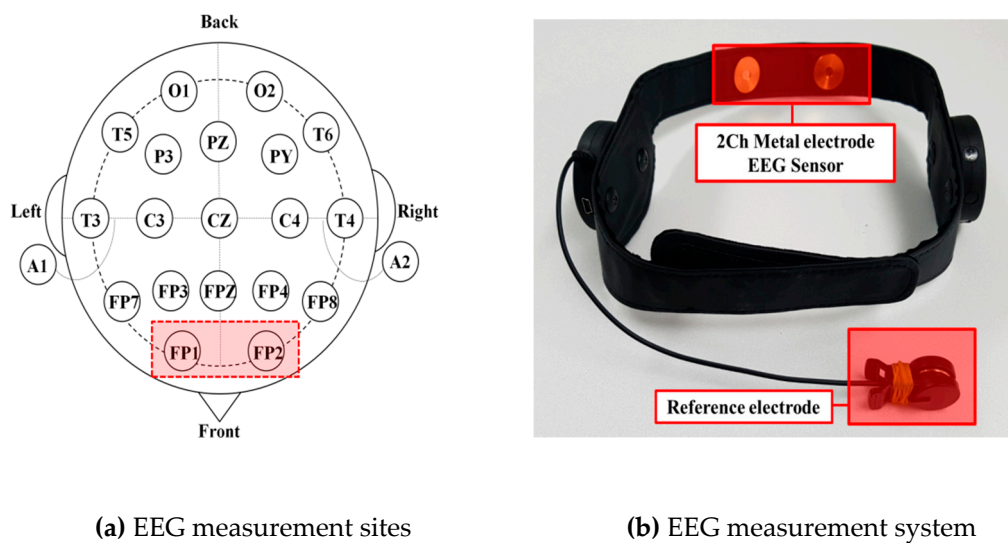 Back
O1 O2
T5 T6
P3 PZ PY
Left Right
T3 C3 CZ C4 T4
A1 A2
FP7 FP3 FPZ FP4 FP8
FP1 FP2
Front
2Ch Metal electrode
EEG Sensor
Reference electrode
(a) EEG measurement sites
(b) EEG measurement system